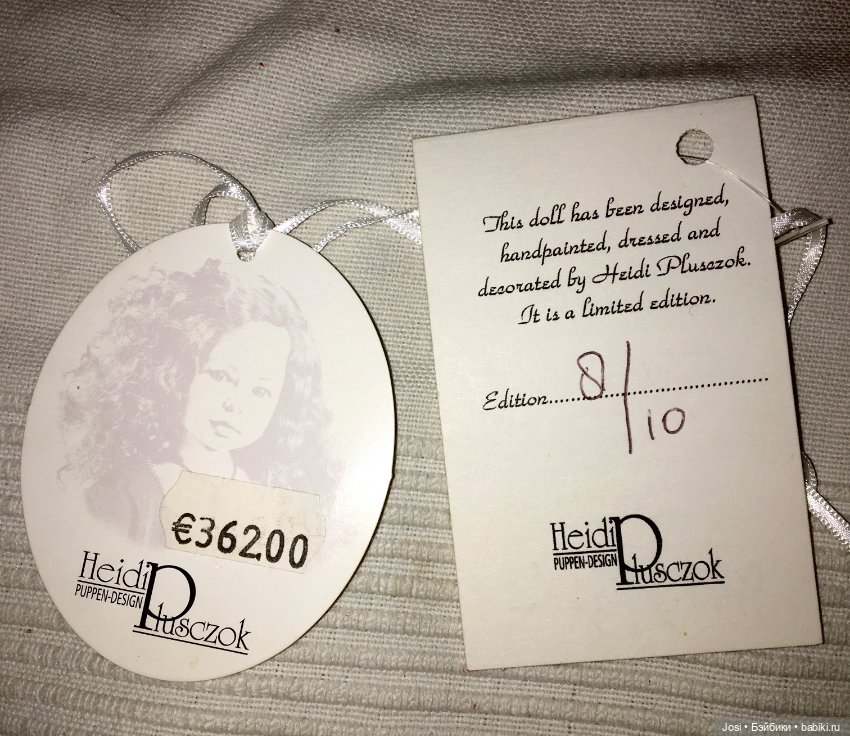 €36200
Heidi
PUPPEN-DESIGN
Plusczok
This doll has been designed,
handpainted, dressed and
decorated by Heidi Plusczok.
It is a limited edition.
Edition.....8/10.....
Heidi
PUPPEN-DESIGN
Plusczok
Josi • Бэйбики • babiki.ru